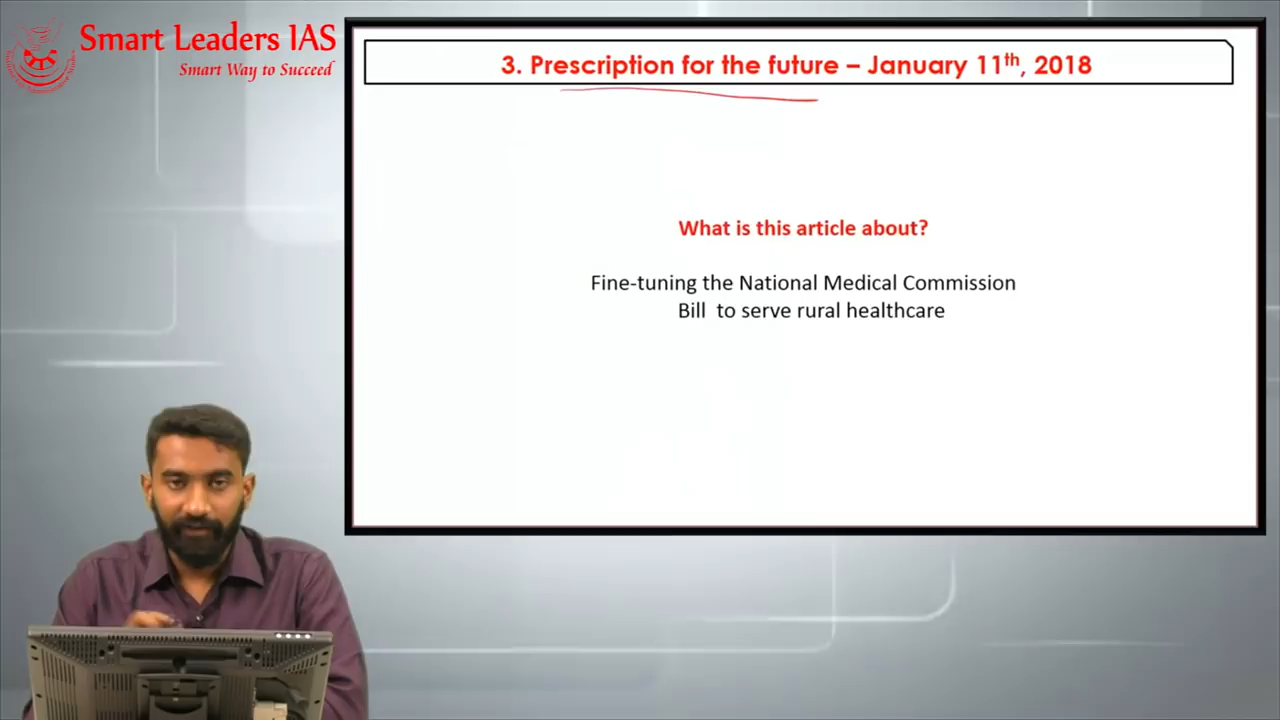 Smart Leaders IAS
Smart Way to Succeed
3. Prescription for the future – January 11th, 2018
What is this article about?
Fine-tuning the National Medical Commission
Bill to serve rural healthcare